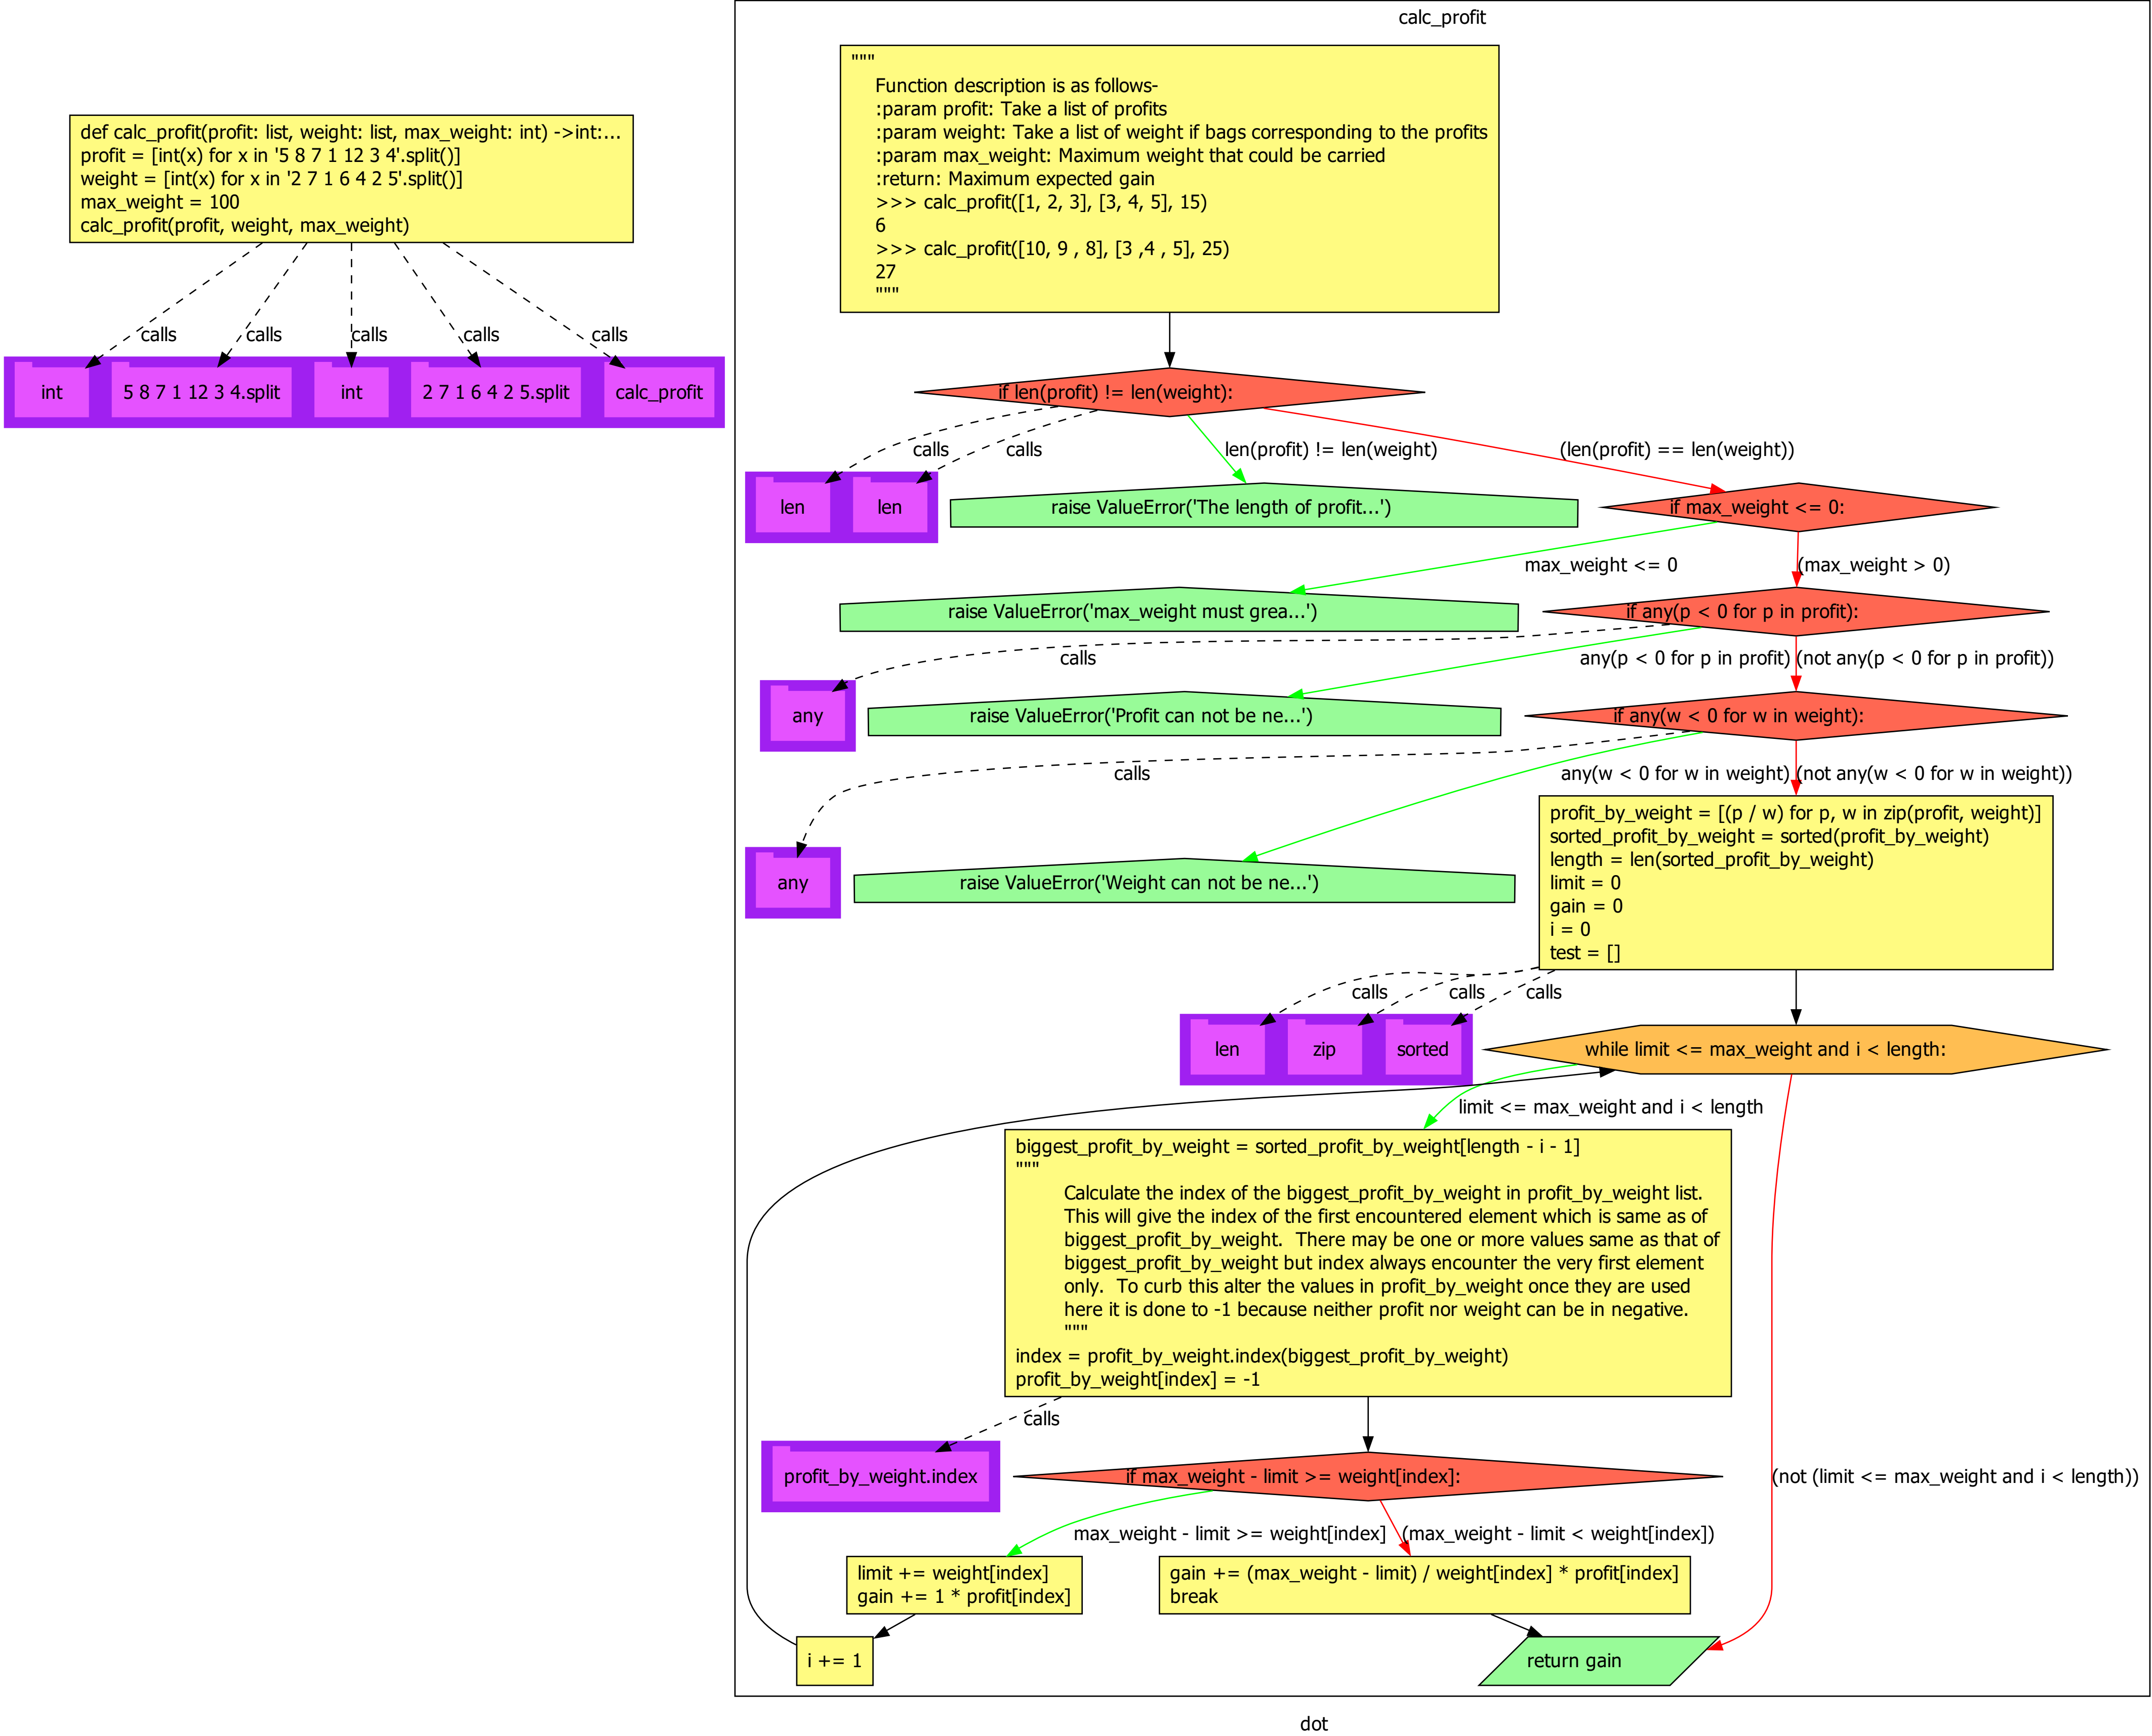 calc_profit
def calc_profit(profit: list, weight: list, max_weight: int) ->int:...
profit = [int(x) for x in '5 8 7 1 12 3 4'.split()]
weight = [int(x) for x in '2 7 1 6 4 2 5'.split()]
max_weight = 100
calc_profit(profit, weight, max_weight)
calls
calls
calls
calls
calls
int
5 8 7 1 12 3 4.split
int
2 7 1 6 4 2 5.split
calc_profit
"""
Function description is as follows-
:param profit: Take a list of profits
:param weight: Take a list of weight if bags corresponding to the profits
:param max_weight: Maximum weight that could be carried
:return: Maximum expected gain
>>> calc_profit([1, 2, 3], [3, 4, 5], 15)
6
>>> calc_profit([10, 9 , 8], [3 ,4 , 5], 25)
27
"""
if len(profit) != len(weight):
calls
calls
len(profit) != len(weight)
(len(profit) == len(weight))
len
len
raise ValueError('The length of profit...')
if max_weight <= 0:
max_weight <= 0
(max_weight > 0)
raise ValueError('max_weight must grea...')
if any(p < 0 for p in profit):
calls
any(p < 0 for p in profit)
(not any(p < 0 for p in profit))
any
raise ValueError('Profit can not be ne...')
if any(w < 0 for w in weight):
calls
any(w < 0 for w in weight)
(not any(w < 0 for w in weight))
any
raise ValueError('Weight can not be ne...')
profit_by_weight = [(p / w) for p, w in zip(profit, weight)]
sorted_profit_by_weight = sorted(profit_by_weight)
length = len(sorted_profit_by_weight)
limit = 0
gain = 0
i = 0
test = []
calls
calls
calls
len
zip
sorted
while limit <= max_weight and i < length:
limit <= max_weight and i < length
biggest_profit_by_weight = sorted_profit_by_weight[length - i - 1]
"""
Calculate the index of the biggest_profit_by_weight in profit_by_weight list.
This will give the index of the first encountered element which is same as of
biggest_profit_by_weight.  There may be one or more values same as that of
biggest_profit_by_weight but index always encounter the very first element
only.  To curb this alter the values in profit_by_weight once they are used
here it is done to -1 because neither profit nor weight can be in negative.
"""
index = profit_by_weight.index(biggest_profit_by_weight)
profit_by_weight[index] = -1
calls
profit_by_weight.index
if max_weight - limit >= weight[index]:
(not (limit <= max_weight and i < length))
max_weight - limit >= weight[index]
(max_weight - limit < weight[index])
limit += weight[index]
gain += 1 * profit[index]
gain += (max_weight - limit) / weight[index] * profit[index]
break
i += 1
return gain
dot